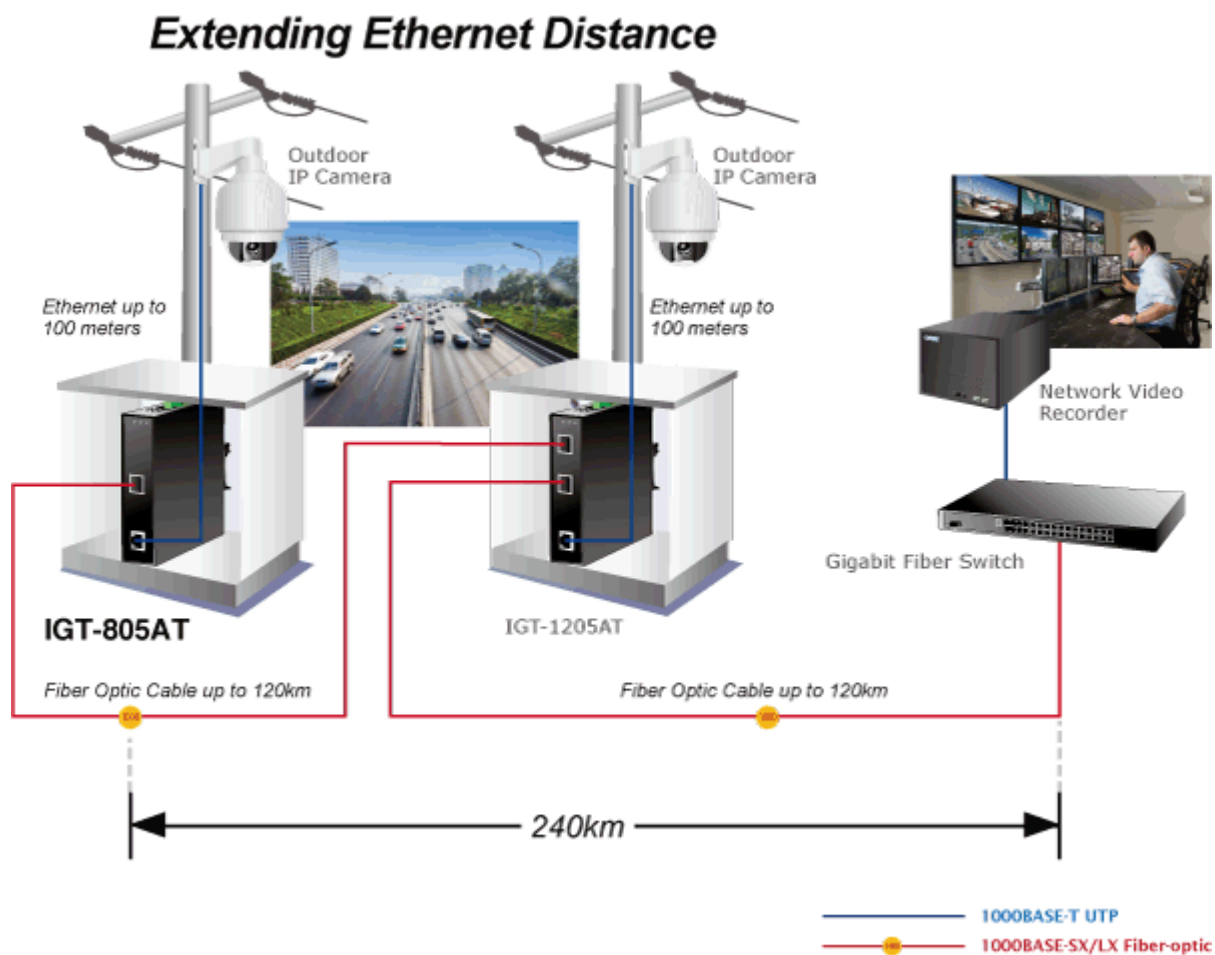 Extending Ethernet Distance
Outdoor
IP Camera
Outdoor
IP Camera
Ethernet up to
100 meters
Ethernet up to
100 meters
Network Video
Recorder
Gigabit Fiber Switch
IGT-805AT
IGT-1205AT
Fiber Optic Cable up to 120km
Fiber Optic Cable up to 120km
240km
1000BASE-T UTP
1000BASE-SX/LX Fiber-optic